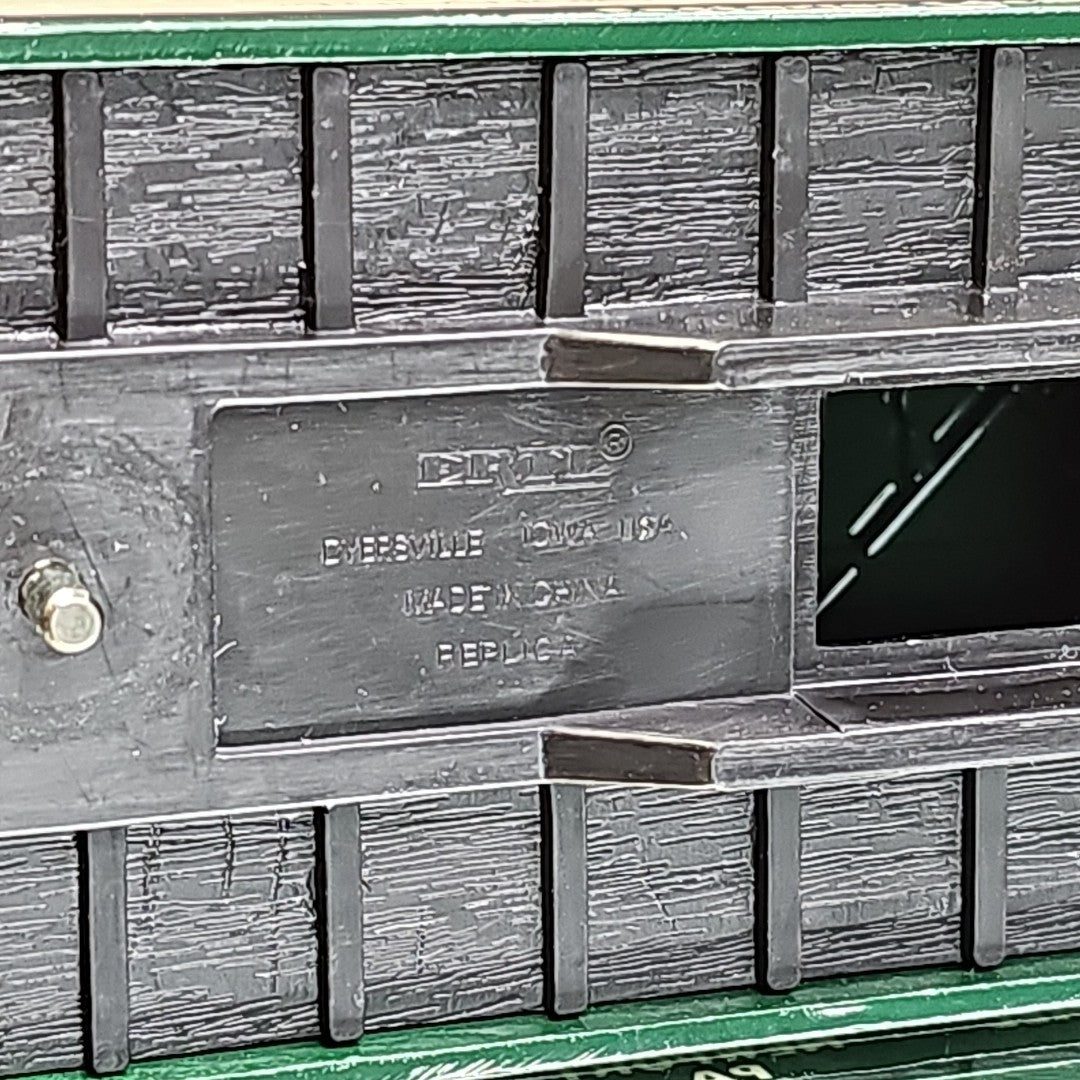 ERTL®
DYERSVILLE IOWA USA
MADE IN CHINA
REPLICA